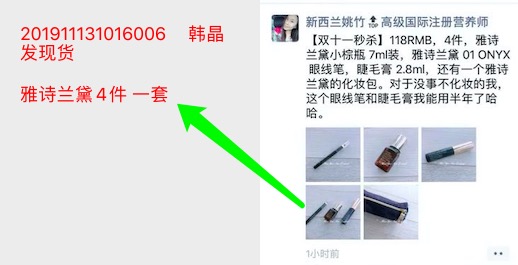 201911131016006 韩晶
发现货
雅诗兰黛4件 一套
新西兰姚竹🔝高级国际注册营养师
【双十一秒杀】118RMB，4件，雅诗
兰黛小棕瓶 7ml装，雅诗兰黛 01 ONYX
眼线笔，睫毛膏 2.8ml，还有一个雅诗
兰黛的化妆包。对于没事不化妆的我，
这个眼线笔和睫毛膏我能用半年了哈
哈。
1小时前